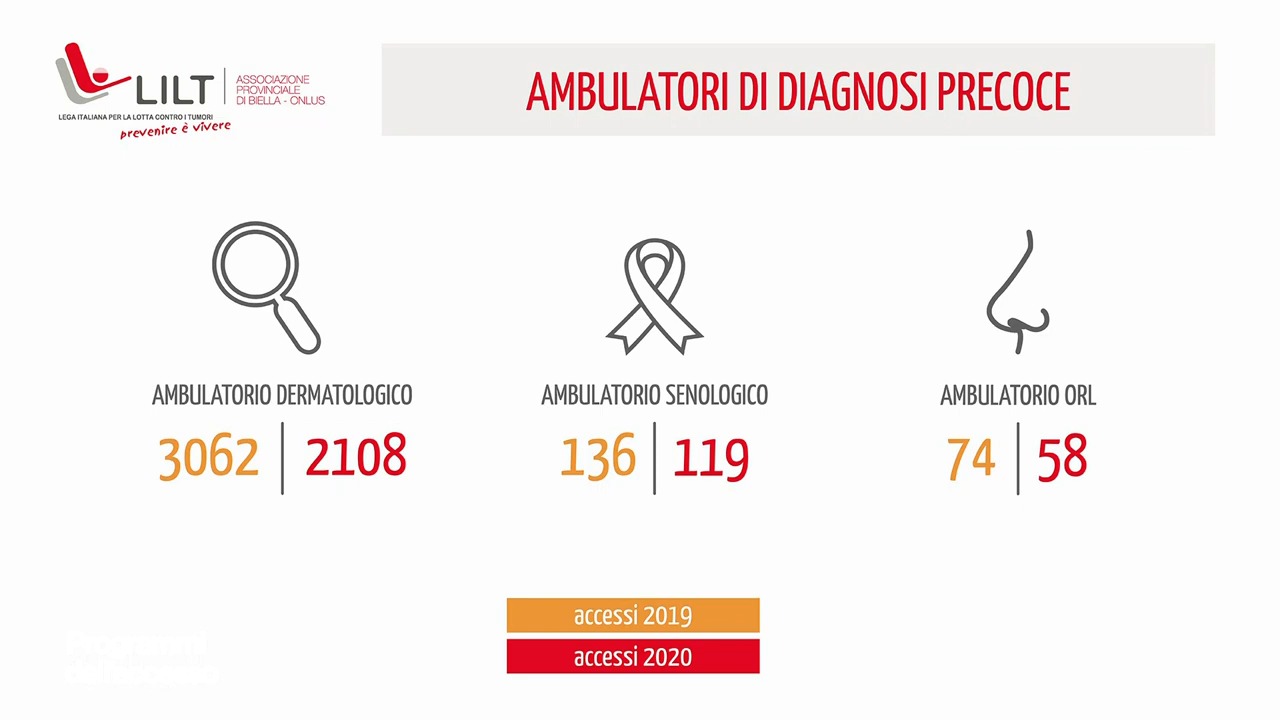 LILT
ASSOCIAZIONE
PROVINCIALE
DI BIELLA - ONLUS
LEGA ITALIANA PER LA LOTTA CONTRO I TUMORI
prevenire è vivere
AMBULATORI DI DIAGNOSI PRECOCE
AMBULATORIO DERMATOLOGICO
3062 | 2108
AMBULATORIO SENOLOGICO
136 | 119
AMBULATORIO ORL
74 | 58
accessi 2019
accessi 2020